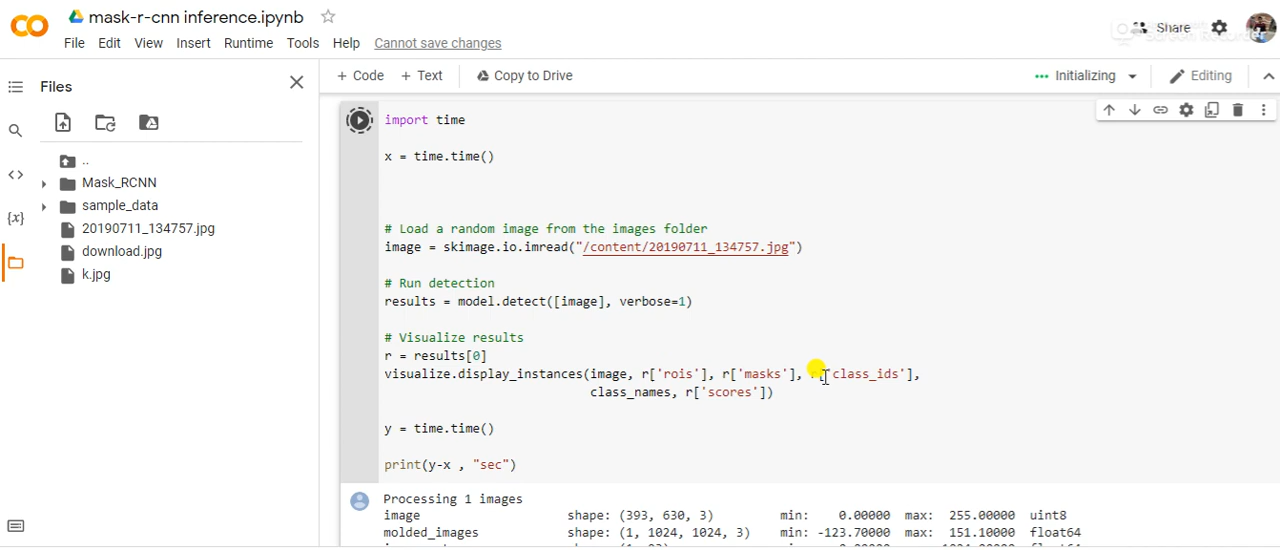 mask-r-cnn inference.ipynb
File Edit View Insert Runtime Tools Help Cannot save changes
Share
Files
+ Code + Text Copy to Drive
Initializing
Editing
..
Mask_RCNN
sample_data
20190711_134757.jpg
download.jpg
k.jpg
import time
x = time.time()
# Load a random image from the images folder
image = skimage.io.imread("/content/20190711_134757.jpg")
# Run detection
results = model.detect([image], verbose=1)
# Visualize results
r = results[0]
visualize.display_instances(image, r['rois'], r['masks'], r['class_ids'],
class_names, r['scores'])
y = time.time()
print(y-x , "sec")
Processing 1 images
image shape: (393, 630, 3) min: 0.00000 max: 255.00000 uint8
molded_images shape: (1, 1024, 1024, 3) min: -123.70000 max: 151.10000 float64